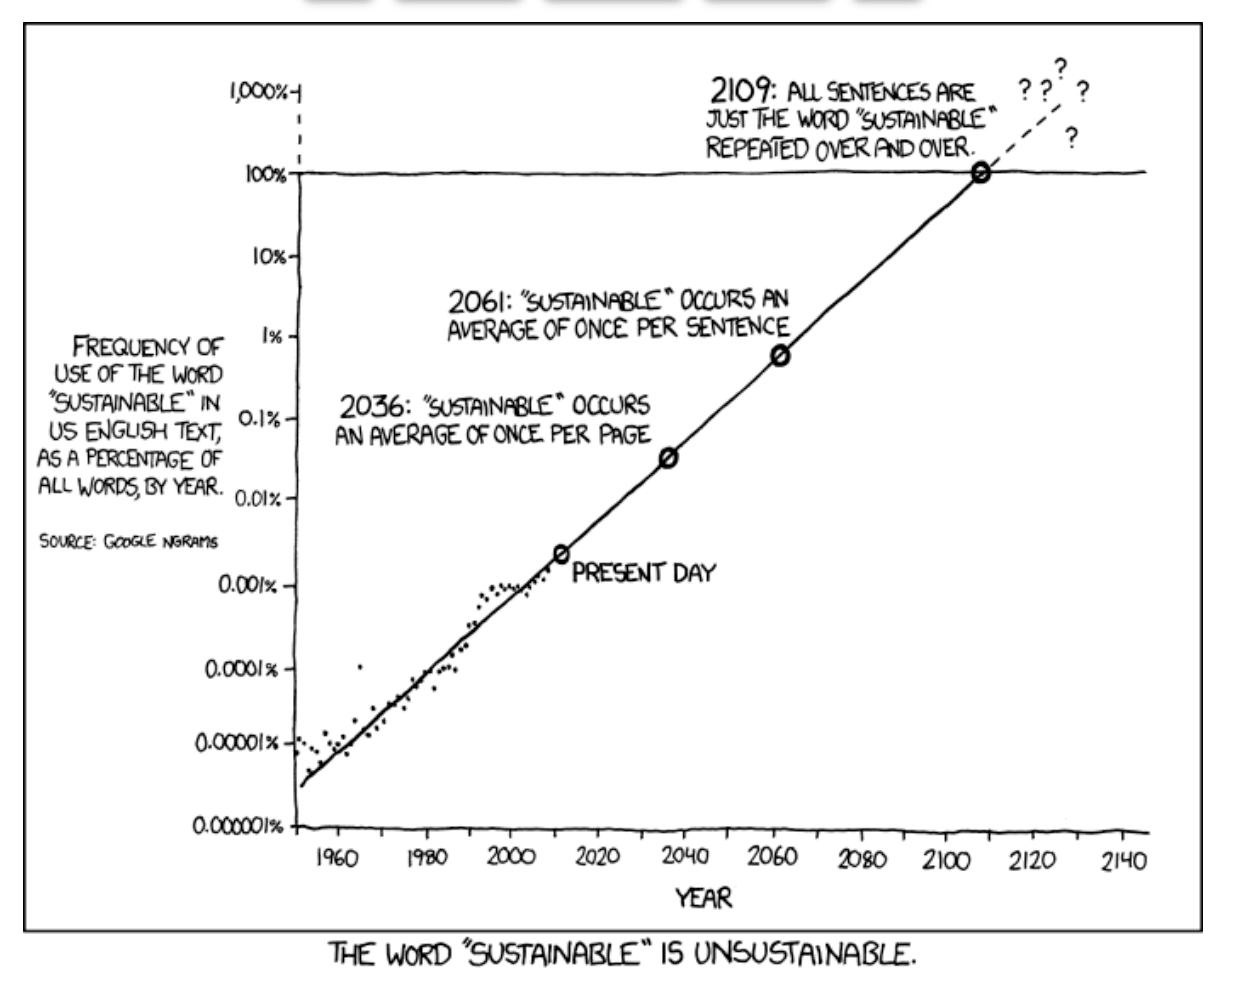 1,000%
2109: ALL SENTENCES ARE
JUST THE WORD "SUSTAINABLE"
REPEATED OVER AND OVER.
?
? ? ?
?
100%
10%
2061: "SUSTAINABLE" OCCURS AN
AVERAGE OF ONCE PER SENTENCE
1%
FREQUENCY OF
USE OF THE WORD
"SUSTAINABLE" IN
US ENGLISH TEXT,
AS A PERCENTAGE OF
ALL WORDS, BY YEAR.
SOURCE: GOOGLE NGRAMS
2036: "SUSTAINABLE" OCCURS
AN AVERAGE OF ONCE PER PAGE
0.1%
0.01%
PRESENT DAY
0.001%
0.0001%
0.00001%
0.000001%
1960 1980 2000 2020 2040 2060 2080 2100 2120 2140
YEAR
THE WORD "SUSTAINABLE" IS UNSUSTAINABLE.